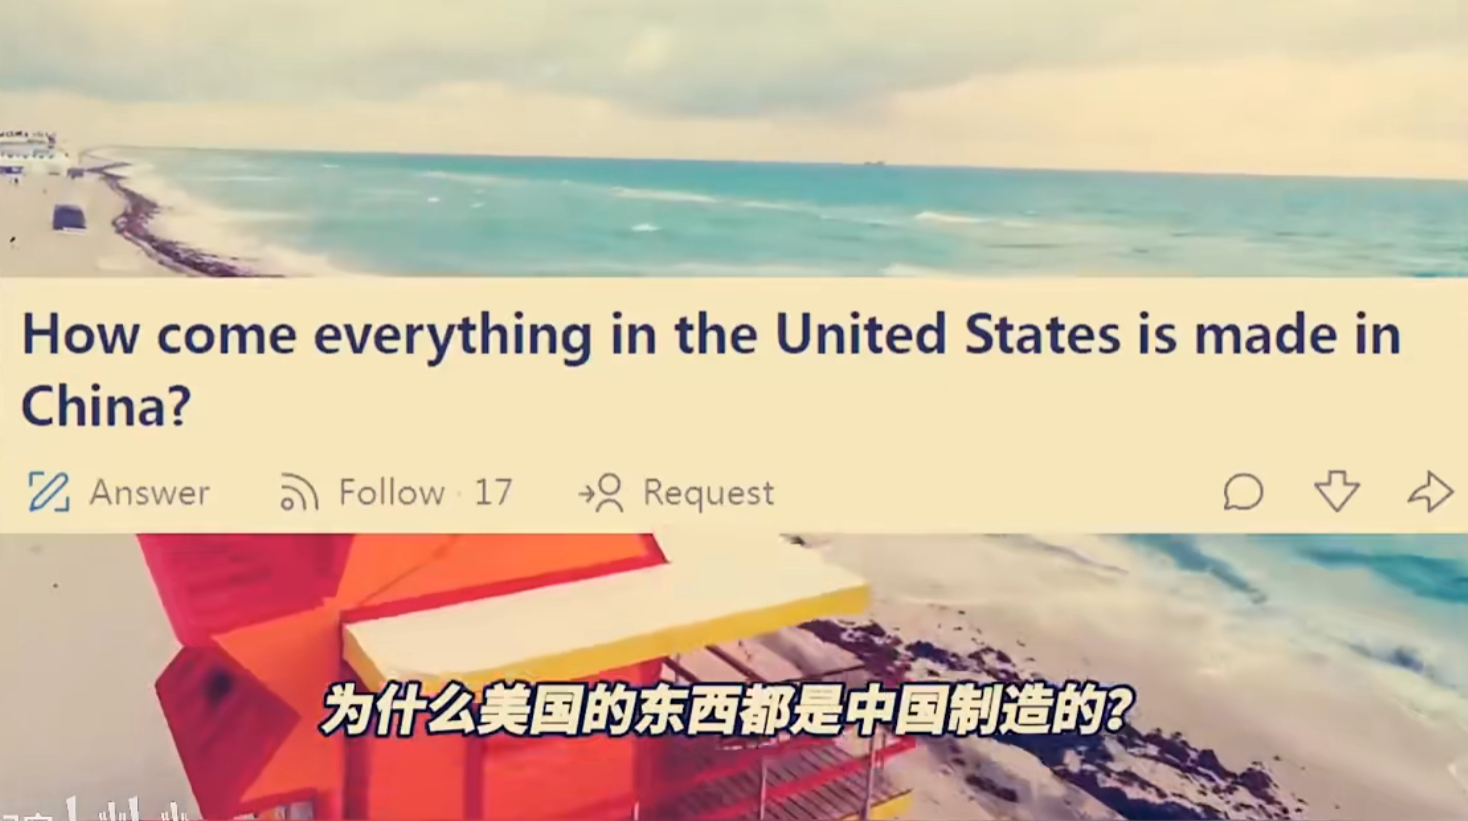 How come everything in the United States is made in
China?
Answer
Follow · 17
Request
为什么美国的东西都是中国制造的?